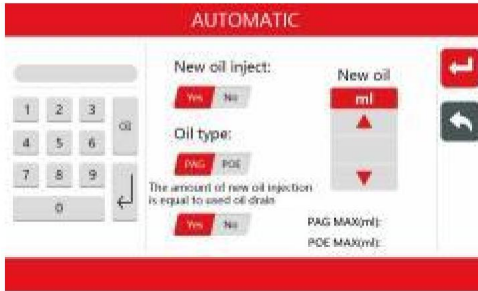 AUTOMATIC
New oil inject:
Yes No
Oil type:
PAG POE
The amount of new oil injection
is equal to used oil drain
Yes No
New oil
ml
PAG MAX(ml):
POE MAX(ml):
1 2 3
4 5 6
7 8 9
0